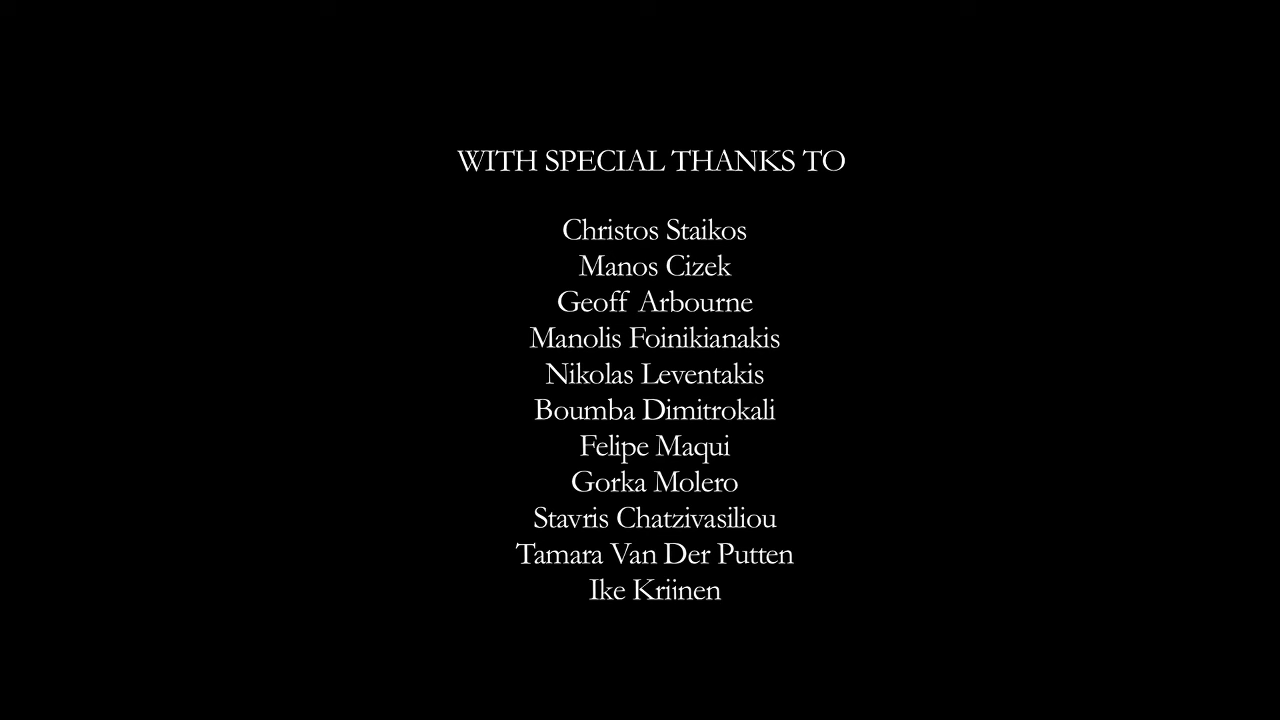 WITH SPECIAL THANKS TO
Christos Staikos
Manos Cizek
Geoff Arbourne
Manolis Foinikianakis
Nikolas Leventakis
Boumba Dimitrokali
Felipe Maqui
Gorka Molero
Stavris Chatzivasiliou
Tamara Van Der Putten
Ike Kriinen